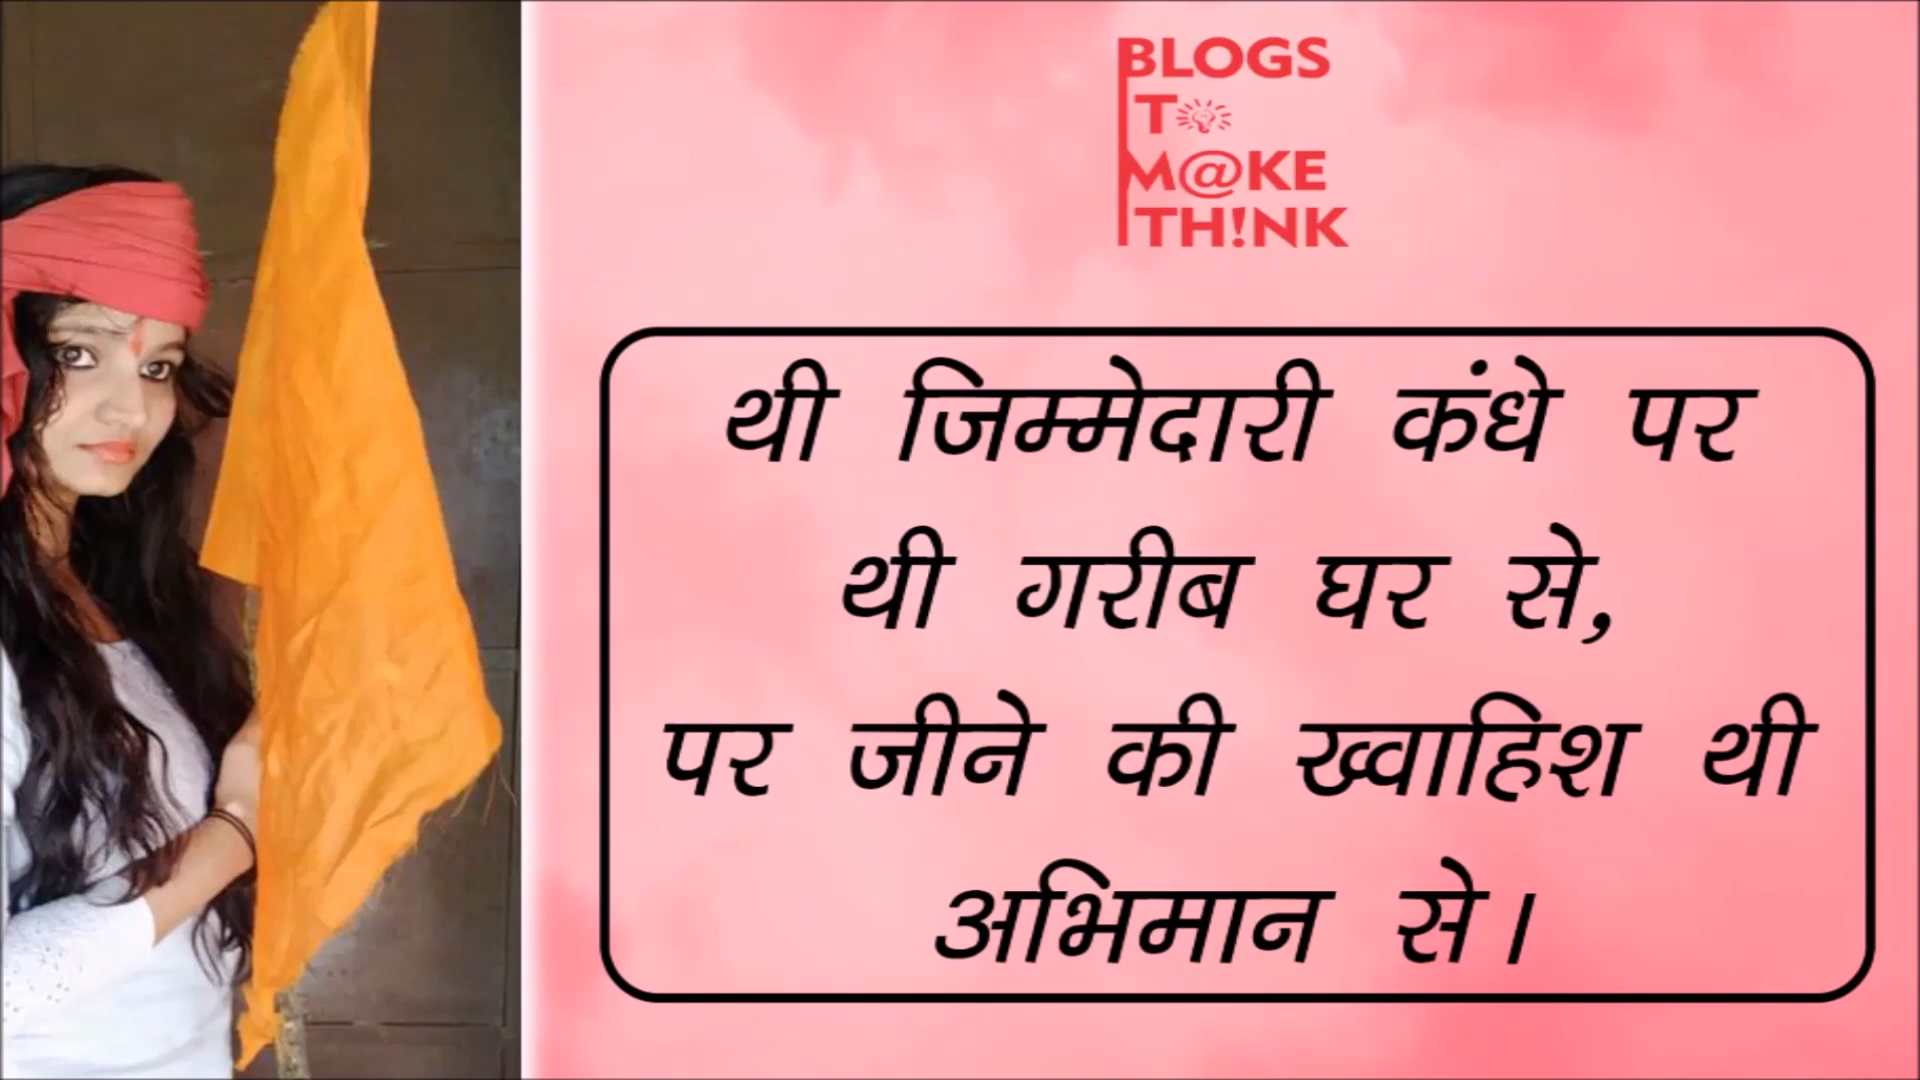 BLOGS
TO
M@KE
TH!NK
थी जिम्मेदारी कंधे पर
थी गरीब घर से,
पर जीने की ख्वाहिश थी
अभिमान से।